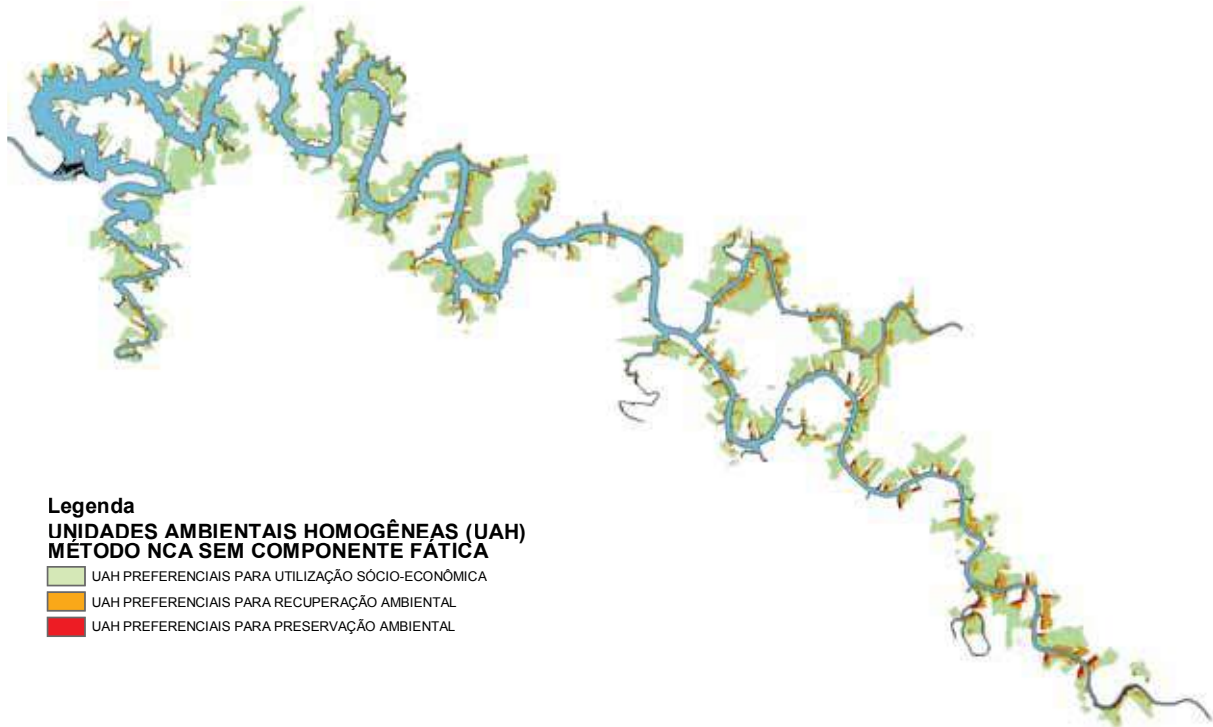 Legenda
UNIDADES AMBIENTAIS HOMOGÊNEAS (UAH)
MÉTODO NCA SEM COMPONENTE FÁTICA
UAH PREFERENCIAIS PARA UTILIZAÇÃO SÓCIO-ECONÔMICA
UAH PREFERENCIAIS PARA RECUPERAÇÃO AMBIENTAL
UAH PREFERENCIAIS PARA PRESERVAÇÃO AMBIENTAL